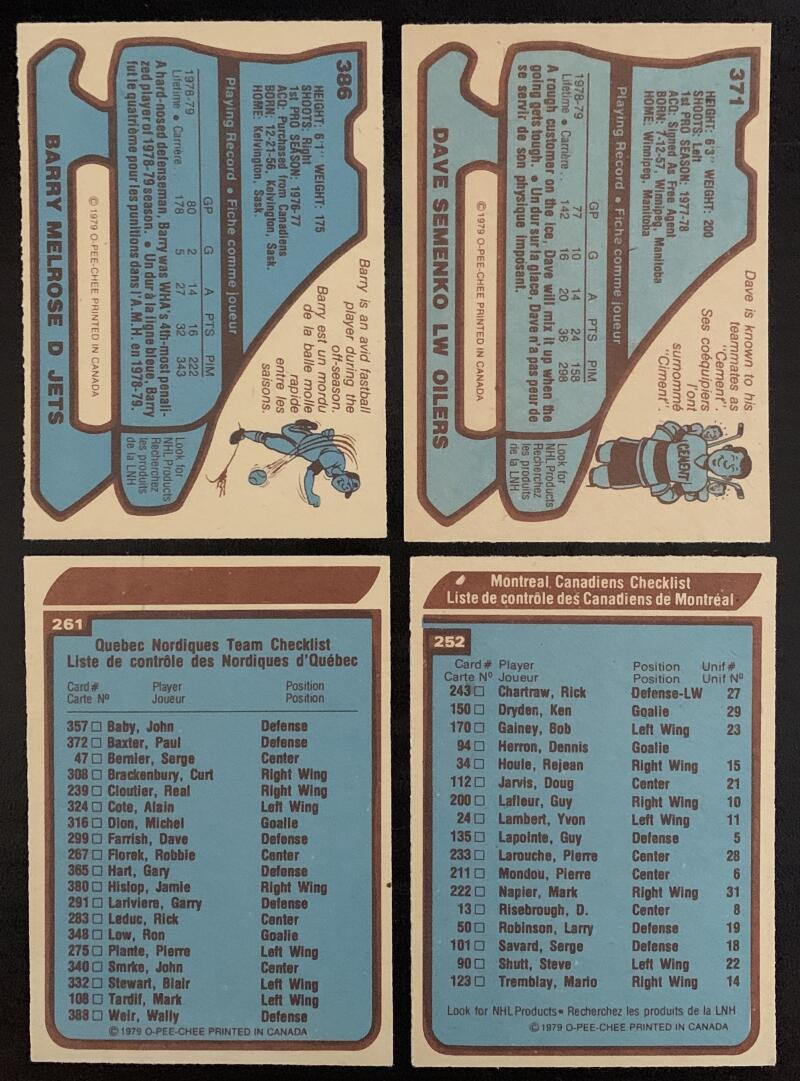 386
HEIGHT: 6'1" WEIGHT: 175
SHOOTS: Right
1st PRO SEASON: 1976-77
ACQ: Purchased from Canadiens
BORN: 12-21-56, Kalvington, Sask.
HOME: Kelvington, Sask.
Playing Record • Fiche comme joueur
GP G A PTS PIM
1978-79 80 2 14 16 222
Lifetime • Carrière 178 5 27 32 343
A hard-nosed defenseman, Barry was WHA's 4th-most penali-
zed player of 1978-79 season. • Un dur à la ligne bleue, Barry
fut le quatrième pour les punitions dans l'A.M.H. en 1978-79.
Barry is an avid fastball
player during the
off-season.
Barry est un mordu
de la balle molle
rapide
entre les
saisons.
Look for
NHL Products
Recherchez
les produits
de la LNH
© 1979 O-PEE-CHEE PRINTED IN CANADA
BARRY MELROSE D JETS
371
HEIGHT: 6'3" WEIGHT: 200
SHOOTS: Left
1st PRO SEASON: 1977-78
ACQ: Signed As Free Agent
BORN: 7-12-57, Winnipeg, Manitoba
HOME: Winnipeg, Manitoba
Playing Record • Fiche comme joueur
GP G A PTS PIM
1978-79 77 10 14 24 158
Lifetime • Carrière 142 16 20 36 298
A rough customer on the ice, Dave will mix it up when the
going gets tough. • Un dur sur la glace, Dave n'a pas peur de
se servir de son physique imposant.
Dave is known to his
teammates as
"Cement".
Ses coéquipiers
l'ont
surnommé
"Ciment".
CEMENT
Look for
NHL Products
Recherchez
les produits
de la LNH
© 1979 O-PEE-CHEE PRINTED IN CANADA
DAVE SEMENKO LW OILERS
261
Quebec Nordiques Team Checklist
Liste de contrôle des Nordiques d'Québec
Card # Player Position
Carte Nº Joueur Position
357 □ Baby, John Defense
372 □ Baxter, Paul Defense
47 □ Bernier, Serge Center
308 □ Brackenbury, Curt Right Wing
239 □ Cloutier, Real Right Wing
324 □ Cote, Alain Left Wing
316 □ Dion, Michel Goalie
299 □ Farrish, Dave Defense
267 □ Florek, Robbie Center
365 □ Hart, Gary Defense
380 □ Hislop, Jamie Right Wing
291 □ Lariviere, Garry Defense
283 □ Leduc, Rick Center
348 □ Low, Ron Goalie
275 □ Plante, Pierre Left Wing
340 □ Smrke, John Center
332 □ Stewart, Blair Left Wing
108 □ Tardif, Mark Left Wing
388 □ Weir, Wally Defense
© 1979 O-PEE-CHEE PRINTED IN CANADA
Montreal Canadiens Checklist
Liste de contrôle des Canadiens de Montréal
252
Card # Player Position Unif #
Carte Nº Joueur Position Unif Nº
243 □ Chartraw, Rick Defense-LW 27
150 □ Dryden, Ken Goalie 29
170 □ Gainey, Bob Left Wing 23
94 □ Herron, Dennis Goalie
34 □ Houle, Rejean Right Wing 15
112 □ Jarvis, Doug Center 21
200 □ Lafleur, Guy Right Wing 10
24 □ Lambert, Yvon Left Wing 11
135 □ Lapointe, Guy Defense 5
233 □ Larouche, Pierre Center 28
211 □ Mondou, Pierre Center 6
222 □ Napier, Mark Right Wing 31
13 □ Risebrough, D. Center 8
50 □ Robinson, Larry Defense 19
101 □ Savard, Serge Defense 18
90 □ Shutt, Steve Left Wing 22
123 □ Tremblay, Mario Right Wing 14
Look for NHL Products • Recherchez les produits de la LNH
© 1979 O-PEE-CHEE PRINTED IN CANADA